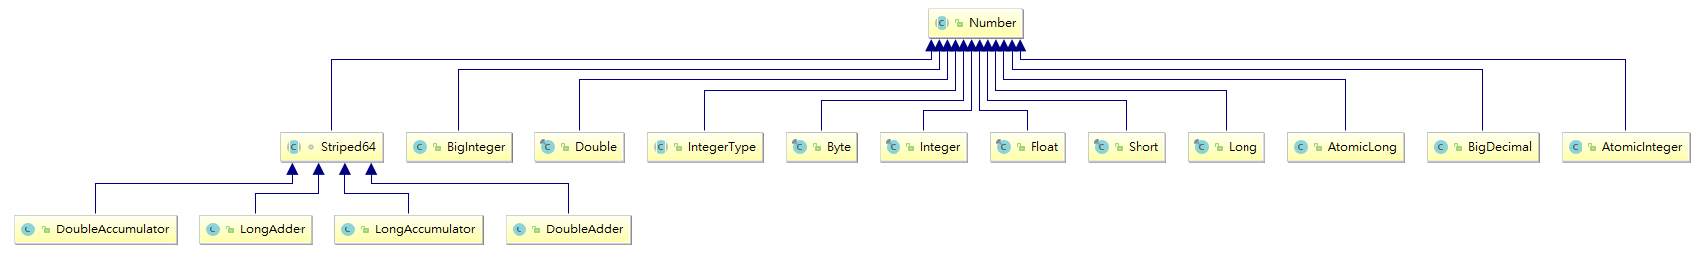 Number
Striped64
BigInteger
Double
IntegerType
Byte
Integer
Float
Short
Long
AtomicLong
BigDecimal
AtomicInteger
DoubleAccumulator
LongAdder
LongAccumulator
DoubleAdder